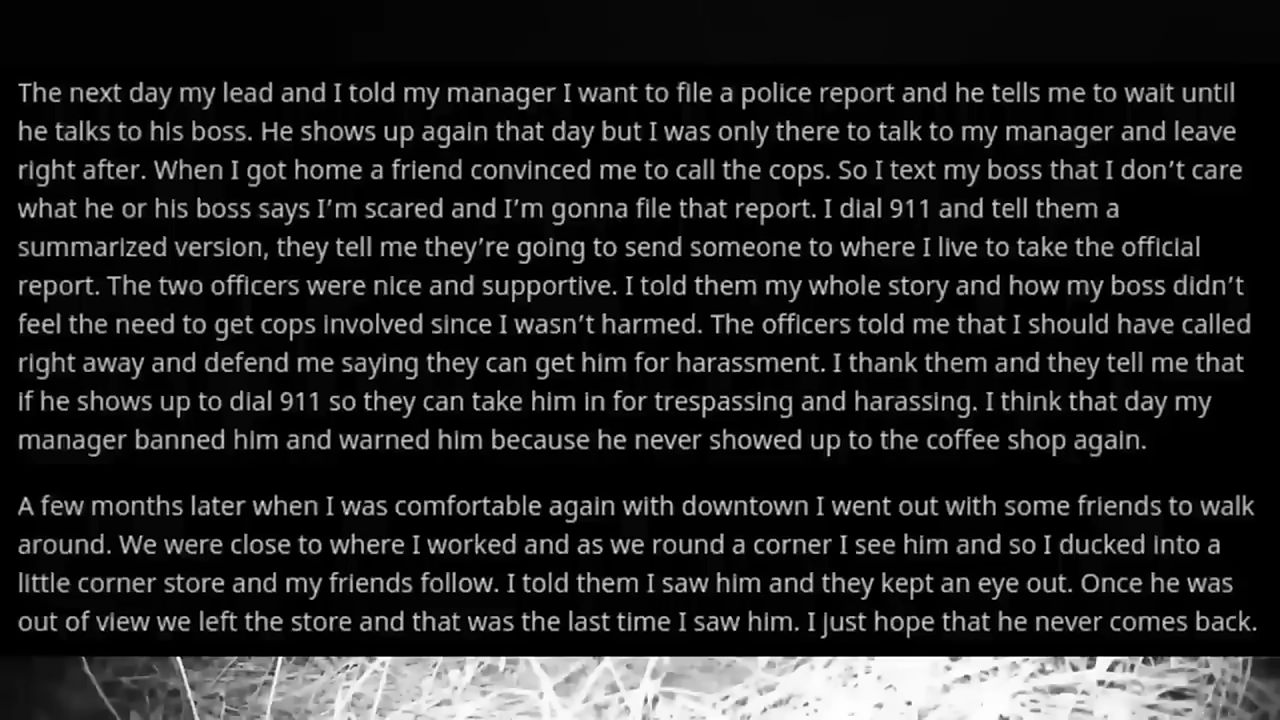 The next day my lead and I told my manager I want to file a police report and he tells me to wait until
he talks to his boss. He shows up again that day but I was only there to talk to my manager and leave
right after. When I got home a friend convinced me to call the cops. So I text my boss that I don’t care
what he or his boss says I’m scared and I’m gonna file that report. I dial 911 and tell them a
summarized version, they tell me they’re going to send someone to where I live to take the official
report. The two officers were nice and supportive. I told them my whole story and how my boss didn’t
feel the need to get cops involved since I wasn’t harmed. The officers told me that I should have called
right away and defend me saying they can get him for harassment. I thank them and they tell me that
if he shows up to dial 911 so they can take him in for trespassing and harassing. I think that day my
manager banned him and warned him because he never showed up to the coffee shop again.
A few months later when I was comfortable again with downtown I went out with some friends to walk
around. We were close to where I worked and as we round a corner I see him and so I ducked into a
little corner store and my friends follow. I told them I saw him and they kept an eye out. Once he was
out of view we left the store and that was the last time I saw him. I just hope that he never comes back.